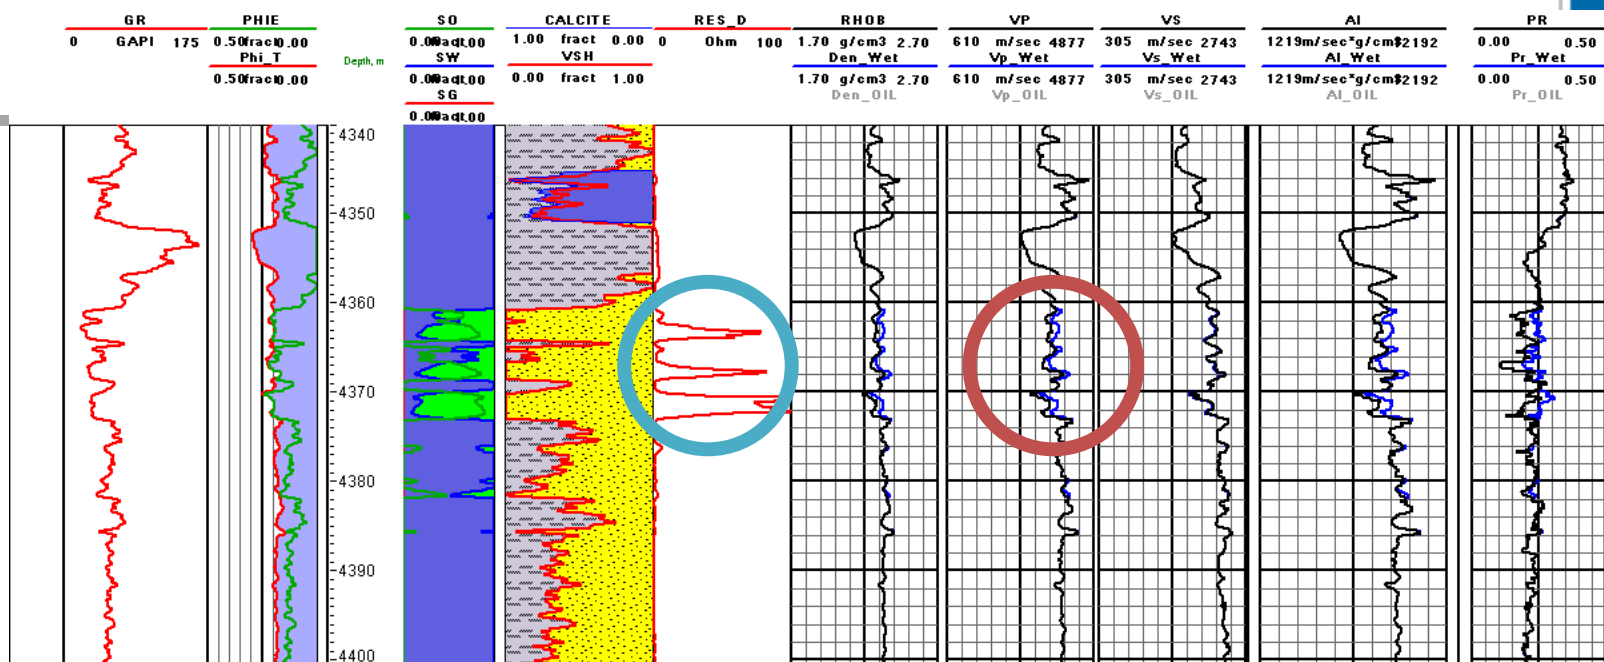 GR PHIE SO CALCITE RES_D RHOB VP VS AI PR
0 GAPI 175 0.50 fract 0.00 1.00 fract 0.00 0 Ohm 100 1.70 g/cm3 2.70 610 m/sec 4877 305 m/sec 2743 0.00 0.50
Phi_T Depth, m SW VSH Den_Wet Vp_Wet Vs_Wet AI_Wet Pr_Wet
0.50 fract 0.00 0.00 fract 1.00 1.70 g/cm3 2.70 610 m/sec 4877 305 m/sec 2743 0.00 0.50
SG Den_OIL Vp_OIL Vs_OIL AI_OIL Pr_OIL
4340
4350
4360
4370
4380
4390
4400